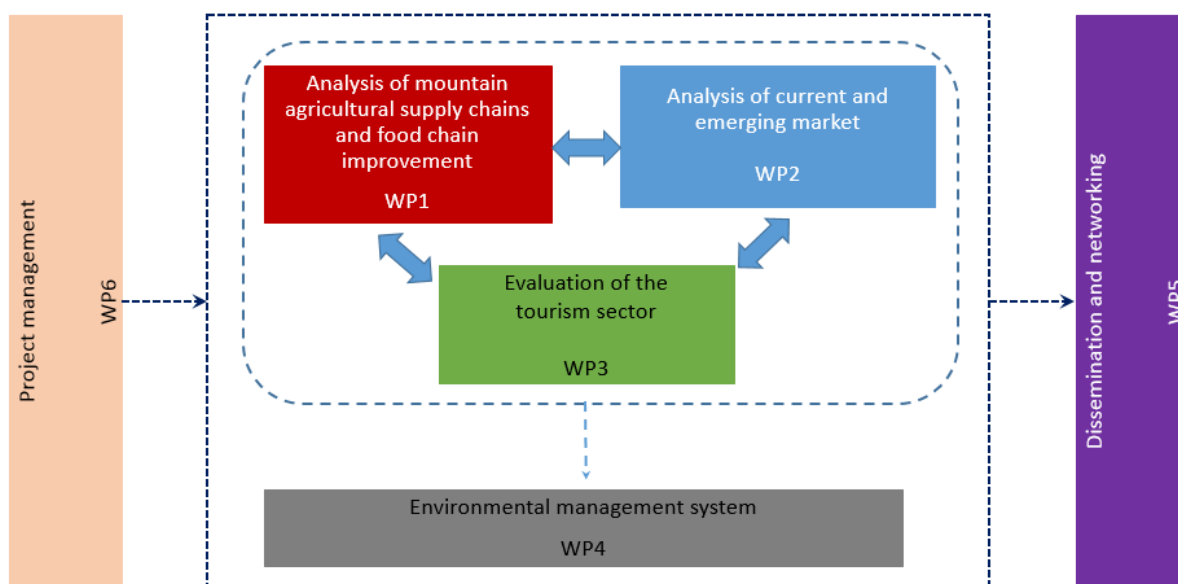 Project management
WP6
Analysis of mountain
agricultural supply chains
and food chain
improvement
WP1
Analysis of current and
emerging market
WP2
Evaluation of the
tourism sector
WP3
Environmental management system
WP4
Dissemination and networking
WP5